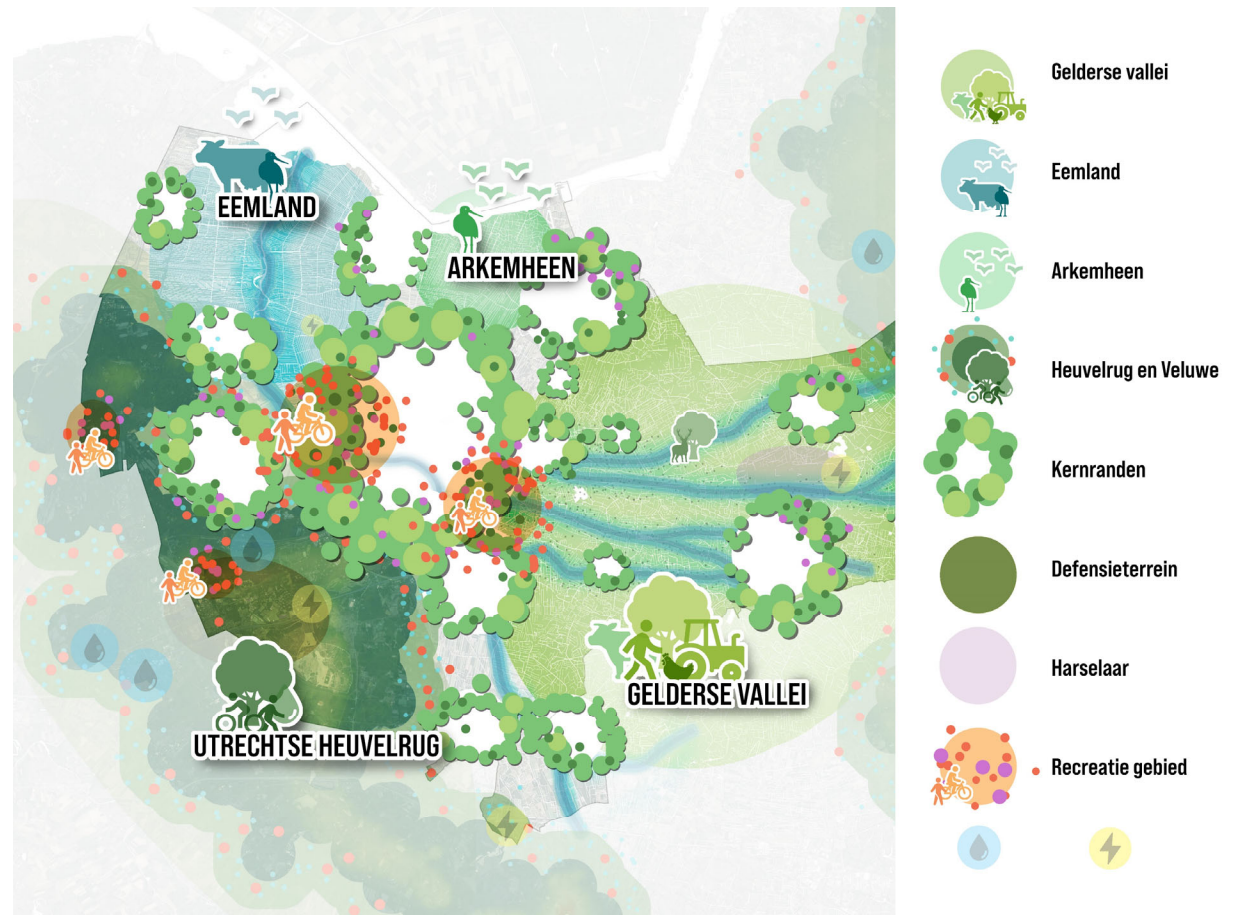 EEMLAND
ARKEMHEEN
GELDERSE VALLEI
UTRECHTSE HEUVELRUG
Gelderse vallei
Eemland
Arkemheen
Heuvelrug en Veluwe
Kernranden
Defensieterrein
Harselaar
Recreatie gebied